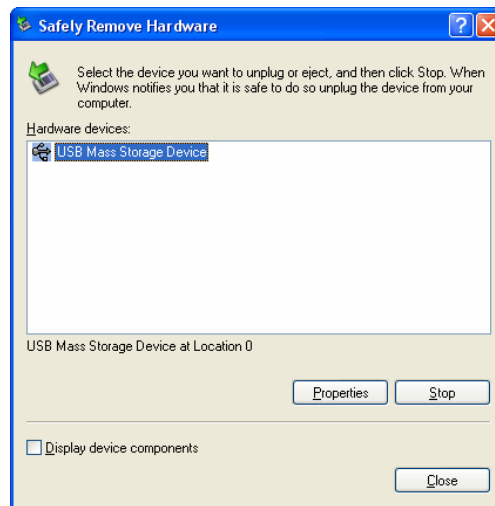 Safely Remove Hardware
Select the device you want to unplug or eject, and then click Stop. When
Windows notifies you that it is safe to do so unplug the device from your
computer.
Hardware devices:
USB Mass Storage Device
USB Mass Storage Device at Location 0
Properties
Stop
Display device components
Close